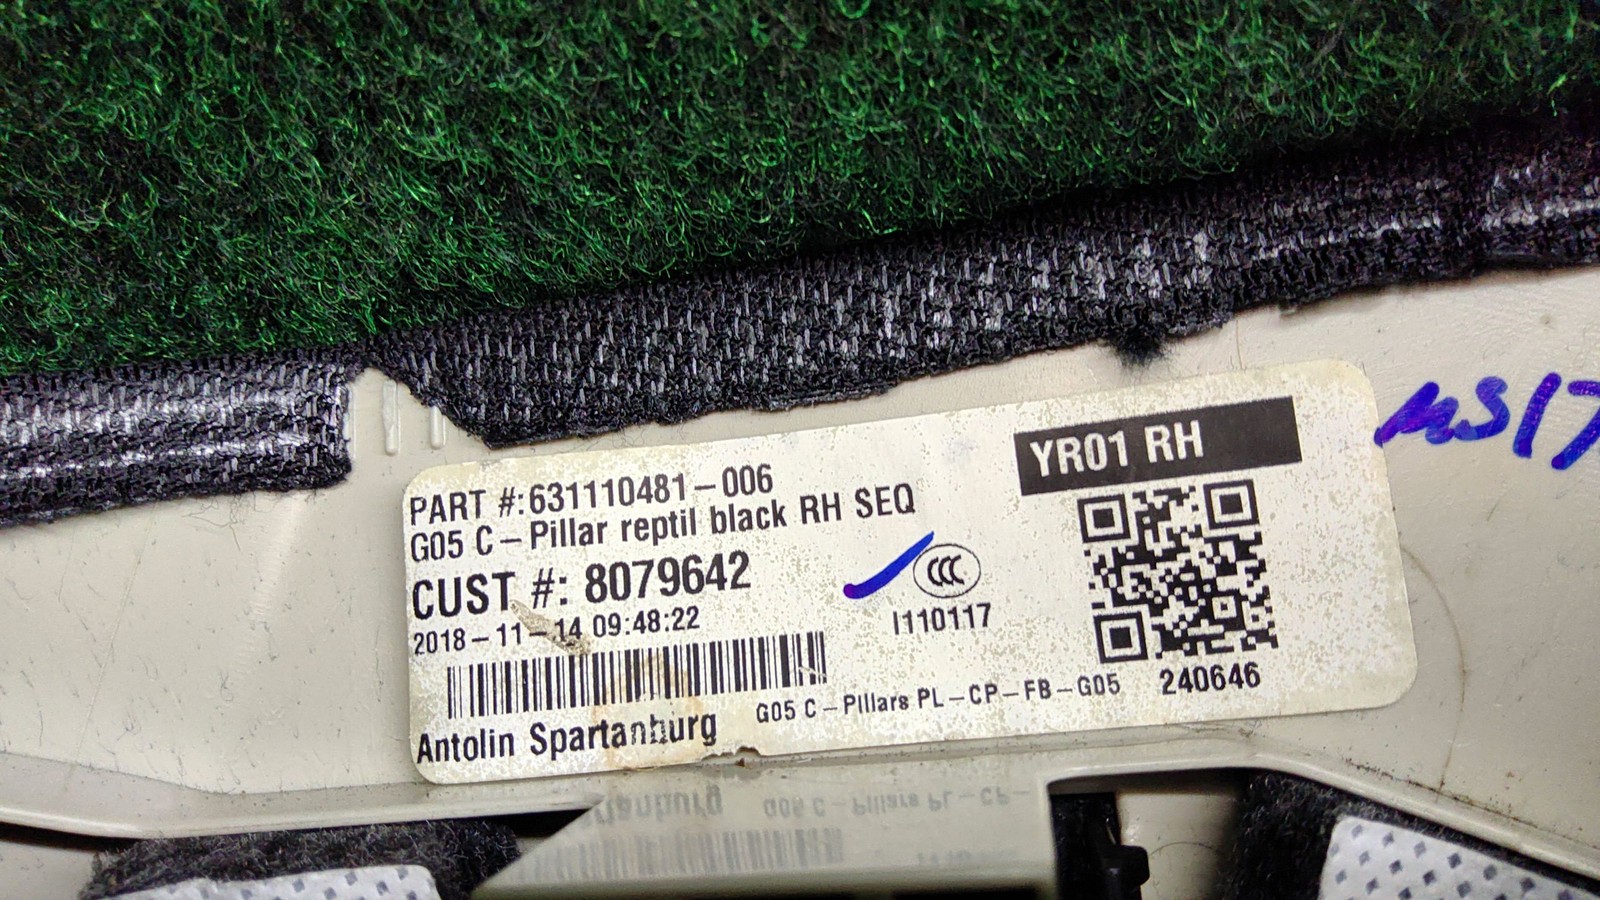 YR01 RH
PART #:631110481-006
G05 C-Pillar reptil black RH SEQ
CUST #: 8079642
2018-11-14 09:48:22
CCC
I110117
240646
G05 C-Pillars PL-CP-FB-G05
Antolin Spartanburg